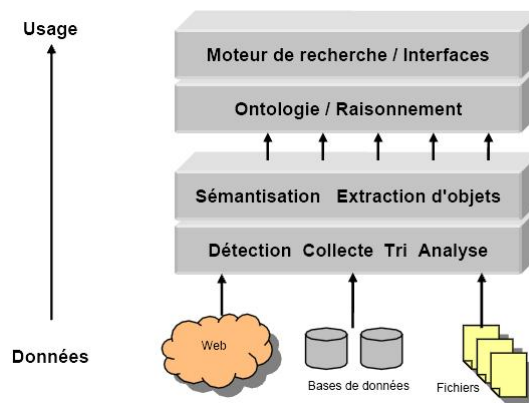 Usage
Moteur de recherche / Interfaces
Ontologie / Raisonnement
Sémantisation Extraction d'objets
Détection Collecte Tri Analyse
Web
Données
Bases de données
Fichiers